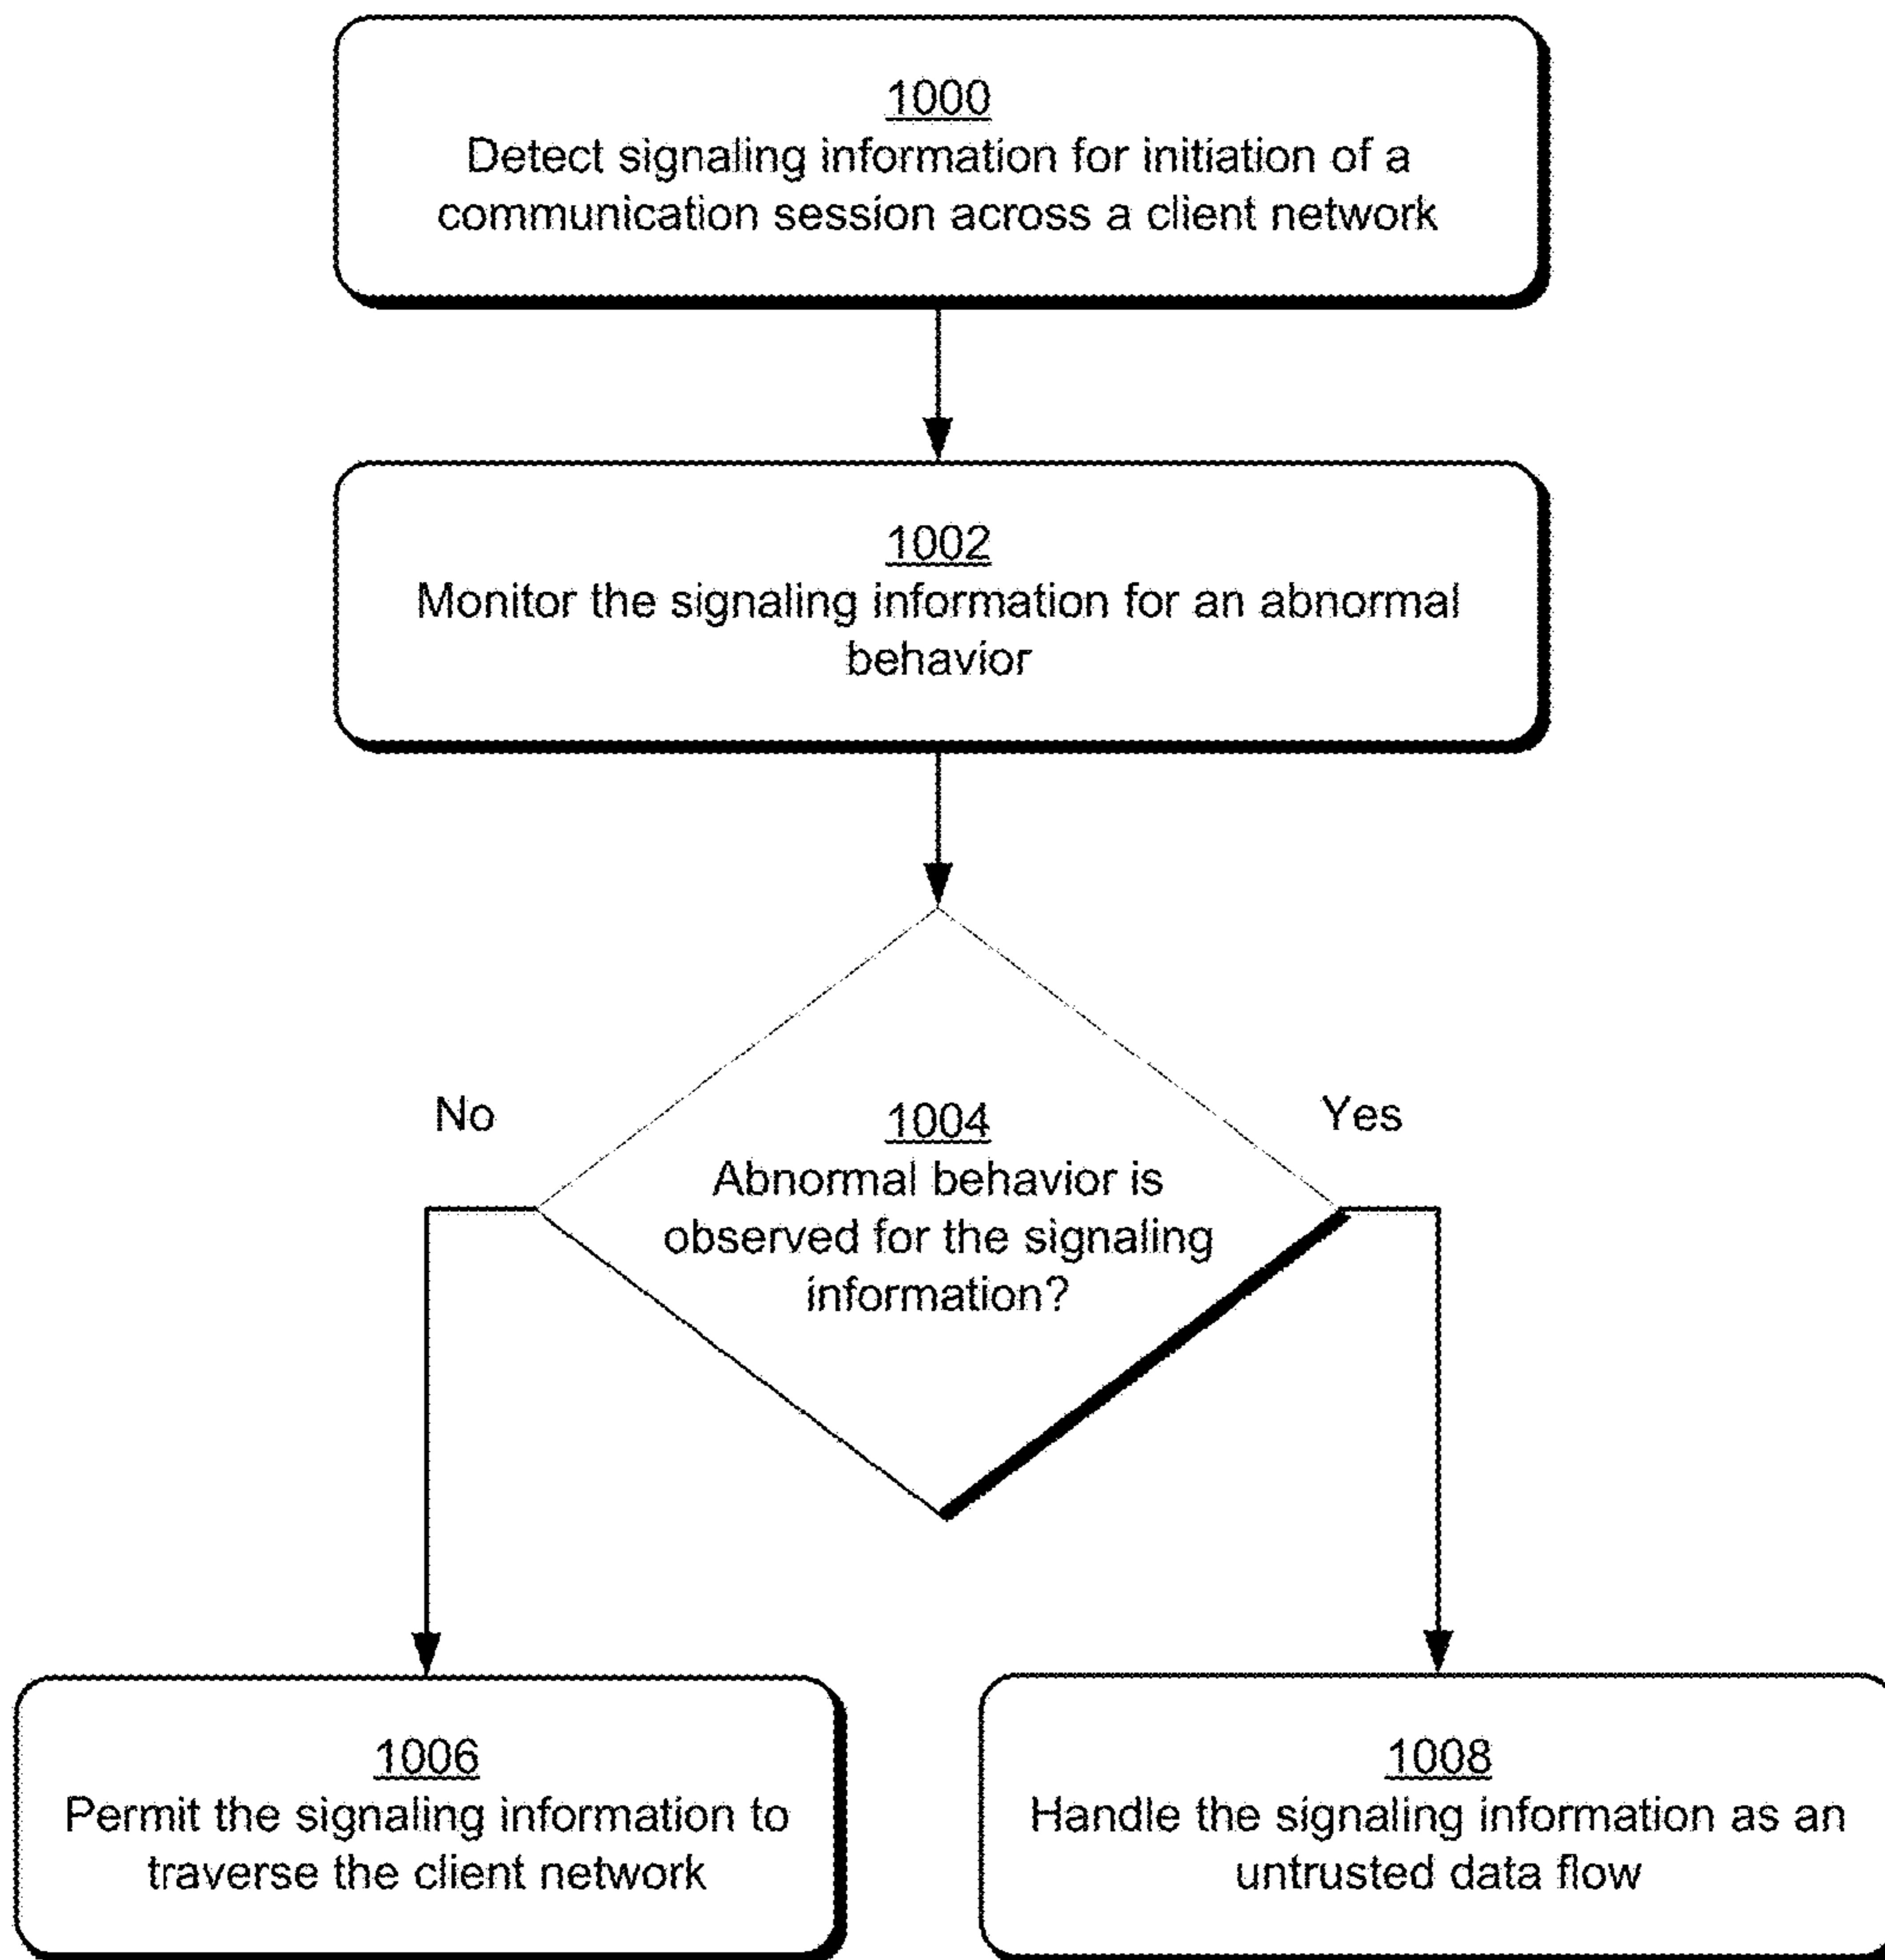 1000
Detect signaling information for initiation of a
communication session across a client network
1002
Monitor the signaling information for an abnormal
behavior
No
Yes
1004
Abnormal behavior is
observed for the signaling
information?
1006
Permit the signaling information to
traverse the client network
1008
Handle the signaling information as an
untrusted data flow